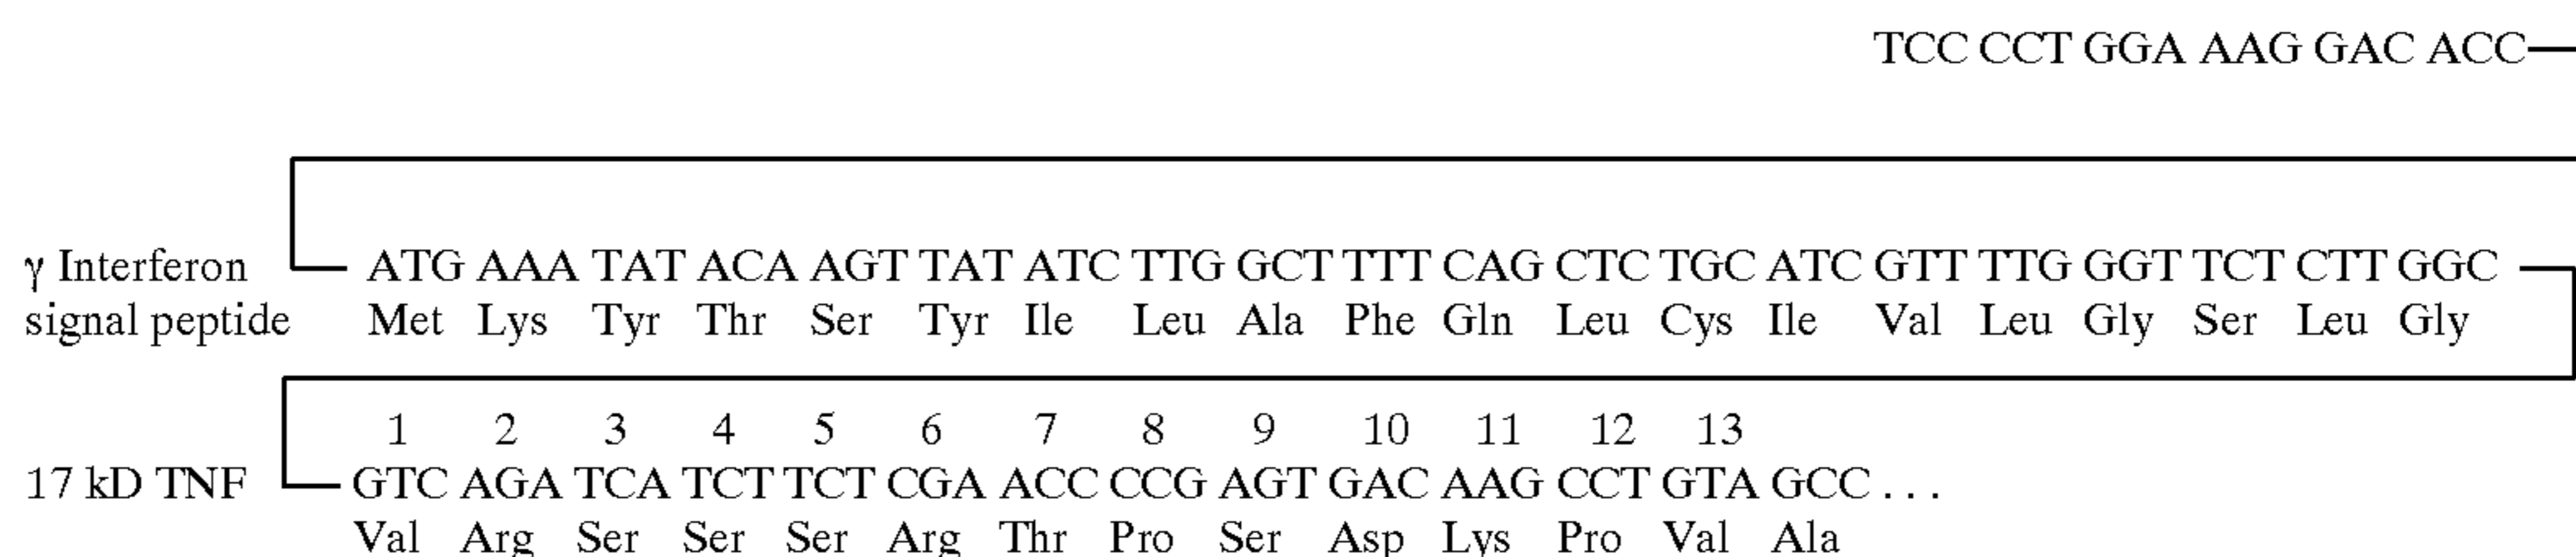 TCC CCT GGA AAG GAC ACC
γ Interferon ATG AAA TAT ACA AGT TAT ATC TTG GCT TTT CAG CTC TGC ATC GTT TTG GGT TCT CTT GGC
signal peptide Met Lys Tyr Thr Ser Tyr Ile Leu Ala Phe Gln Leu Cys Ile Val Leu Gly Ser Leu Gly
1 2 3 4 5 6 7 8 9 10 11 12 13
17 kD TNF GTC AGA TCA TCT TCT CGA ACC CCG AGT GAC AAG CCT GTA GCC ...
Val Arg Ser Ser Ser Arg Thr Pro Ser Asp Lys Pro Val Ala